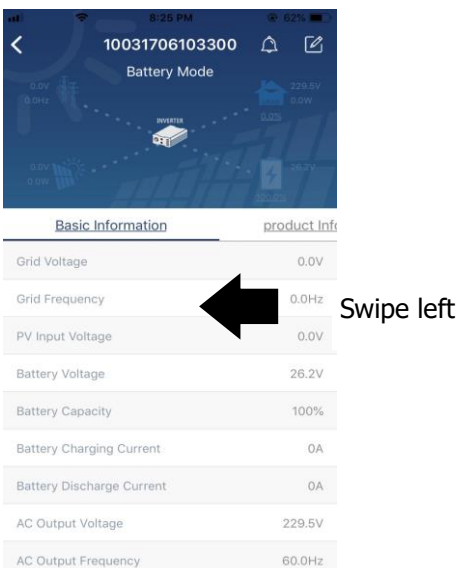 8:25 PM
62%
10031706103300
Battery Mode
0.0V
0.0Hz
229.5V
0.0W
0.0%
INVERTER
0.0V
0.0W
26.2V
100.0%
Basic Information
product Info
Grid Voltage 0.0V
Grid Frequency 0.0Hz
Swipe left
PV Input Voltage 0.0V
Battery Voltage 26.2V
Battery Capacity 100%
Battery Charging Current 0A
Battery Discharge Current 0A
AC Output Voltage 229.5V
AC Output Frequency 60.0Hz